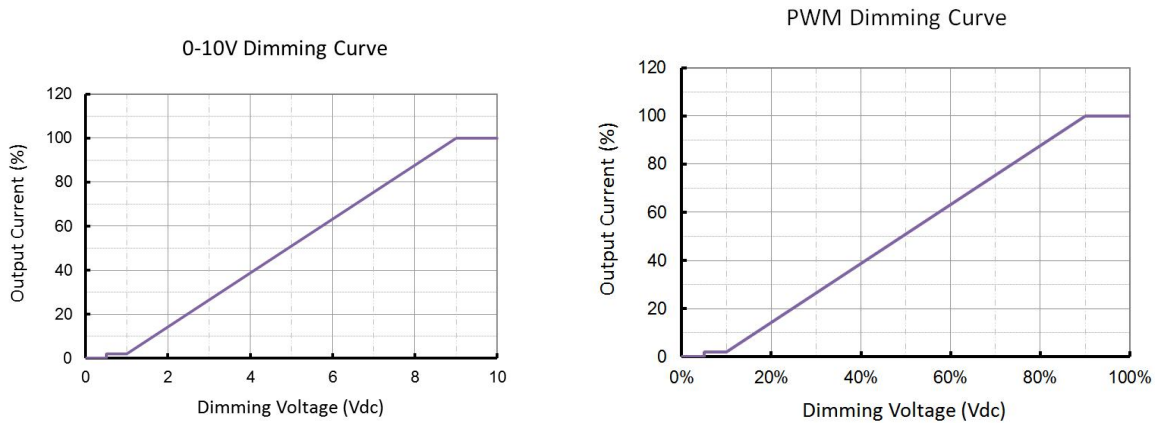 0-10V Dimming Curve
120
100
80
60
40
20
0
0 2 4 6 8 10
Output Current (%)
Dimming Voltage (Vdc)
PWM Dimming Curve
120
100
80
60
40
20
0
0% 20% 40% 60% 80% 100%
Output Current (%)
Dimming Voltage (Vdc)